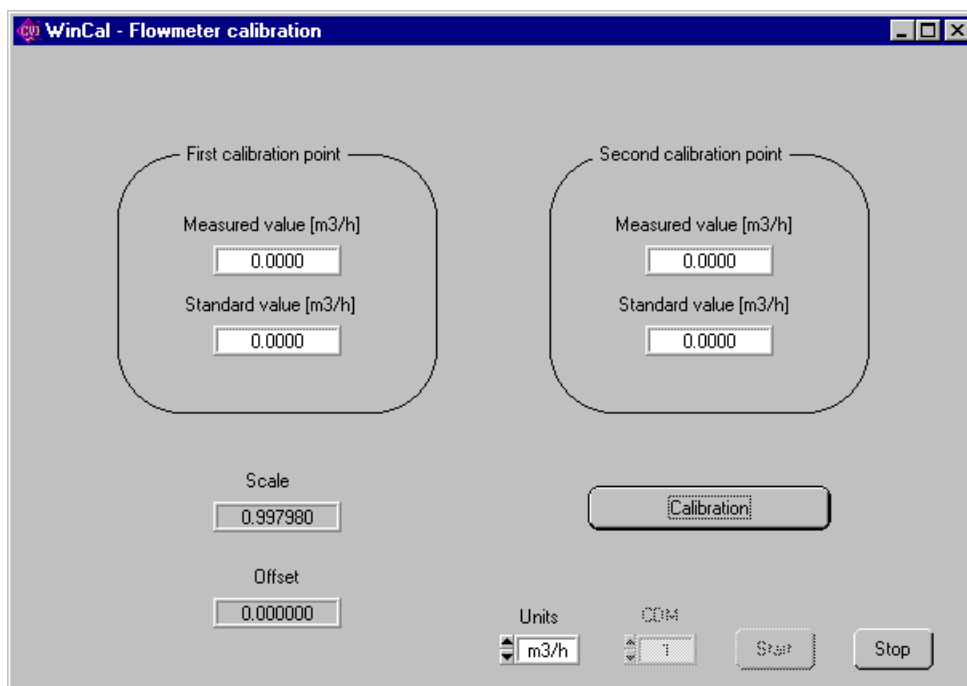 CVI WinCal - Flowmeter calibration
First calibration point
Measured value [m3/h]
0.0000
Standard value [m3/h]
0.0000
Second calibration point
Measured value [m3/h]
0.0000
Standard value [m3/h]
0.0000
Scale
0.997980
Offset
0.000000
Calibration
Units
m3/h
COM
1
Start
Stop